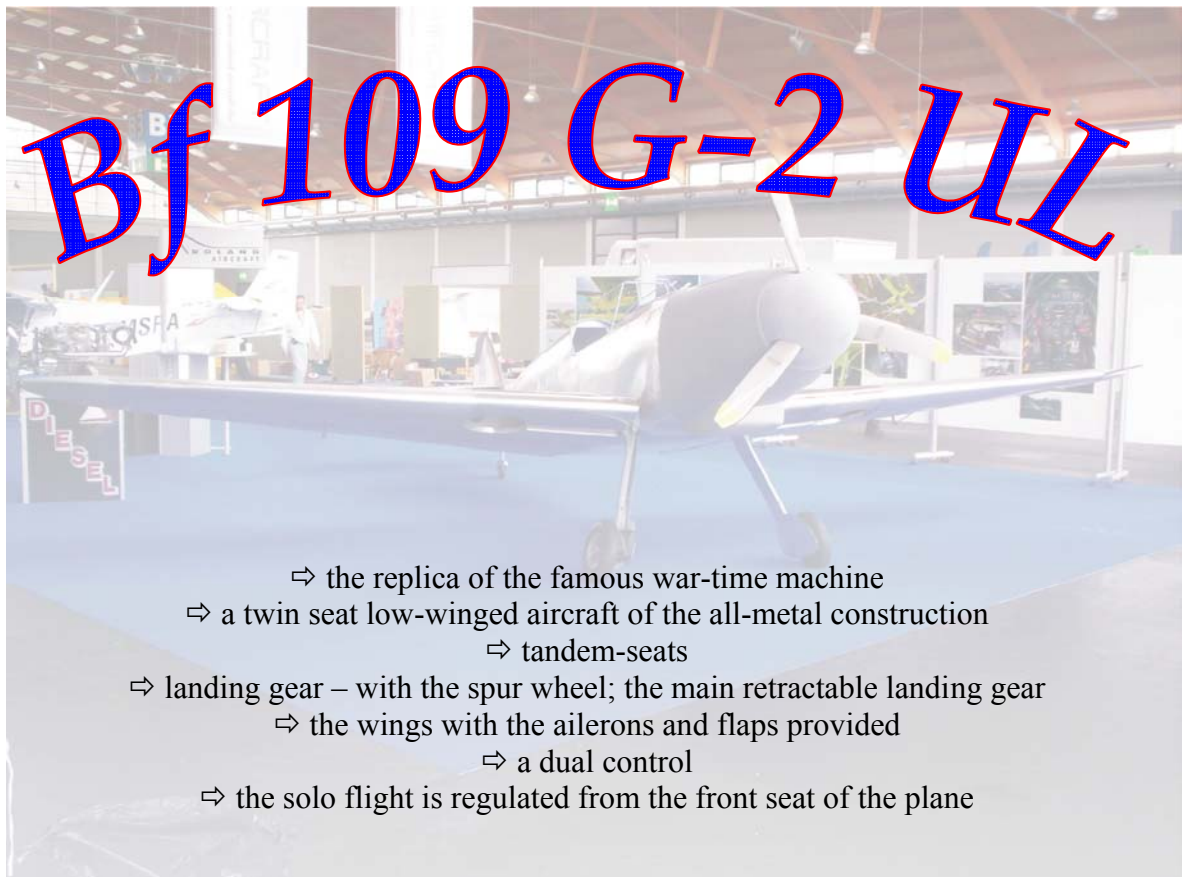 Bf 109 G-2 UL
ROLAND
AIRCRAFT
DIESEL
⇨ the replica of the famous war-time machine
⇨ a twin seat low-winged aircraft of the all-metal construction
⇨ tandem-seats
⇨ landing gear – with the spur wheel; the main retractable landing gear
⇨ the wings with the ailerons and flaps provided
⇨ a dual control
⇨ the solo flight is regulated from the front seat of the plane